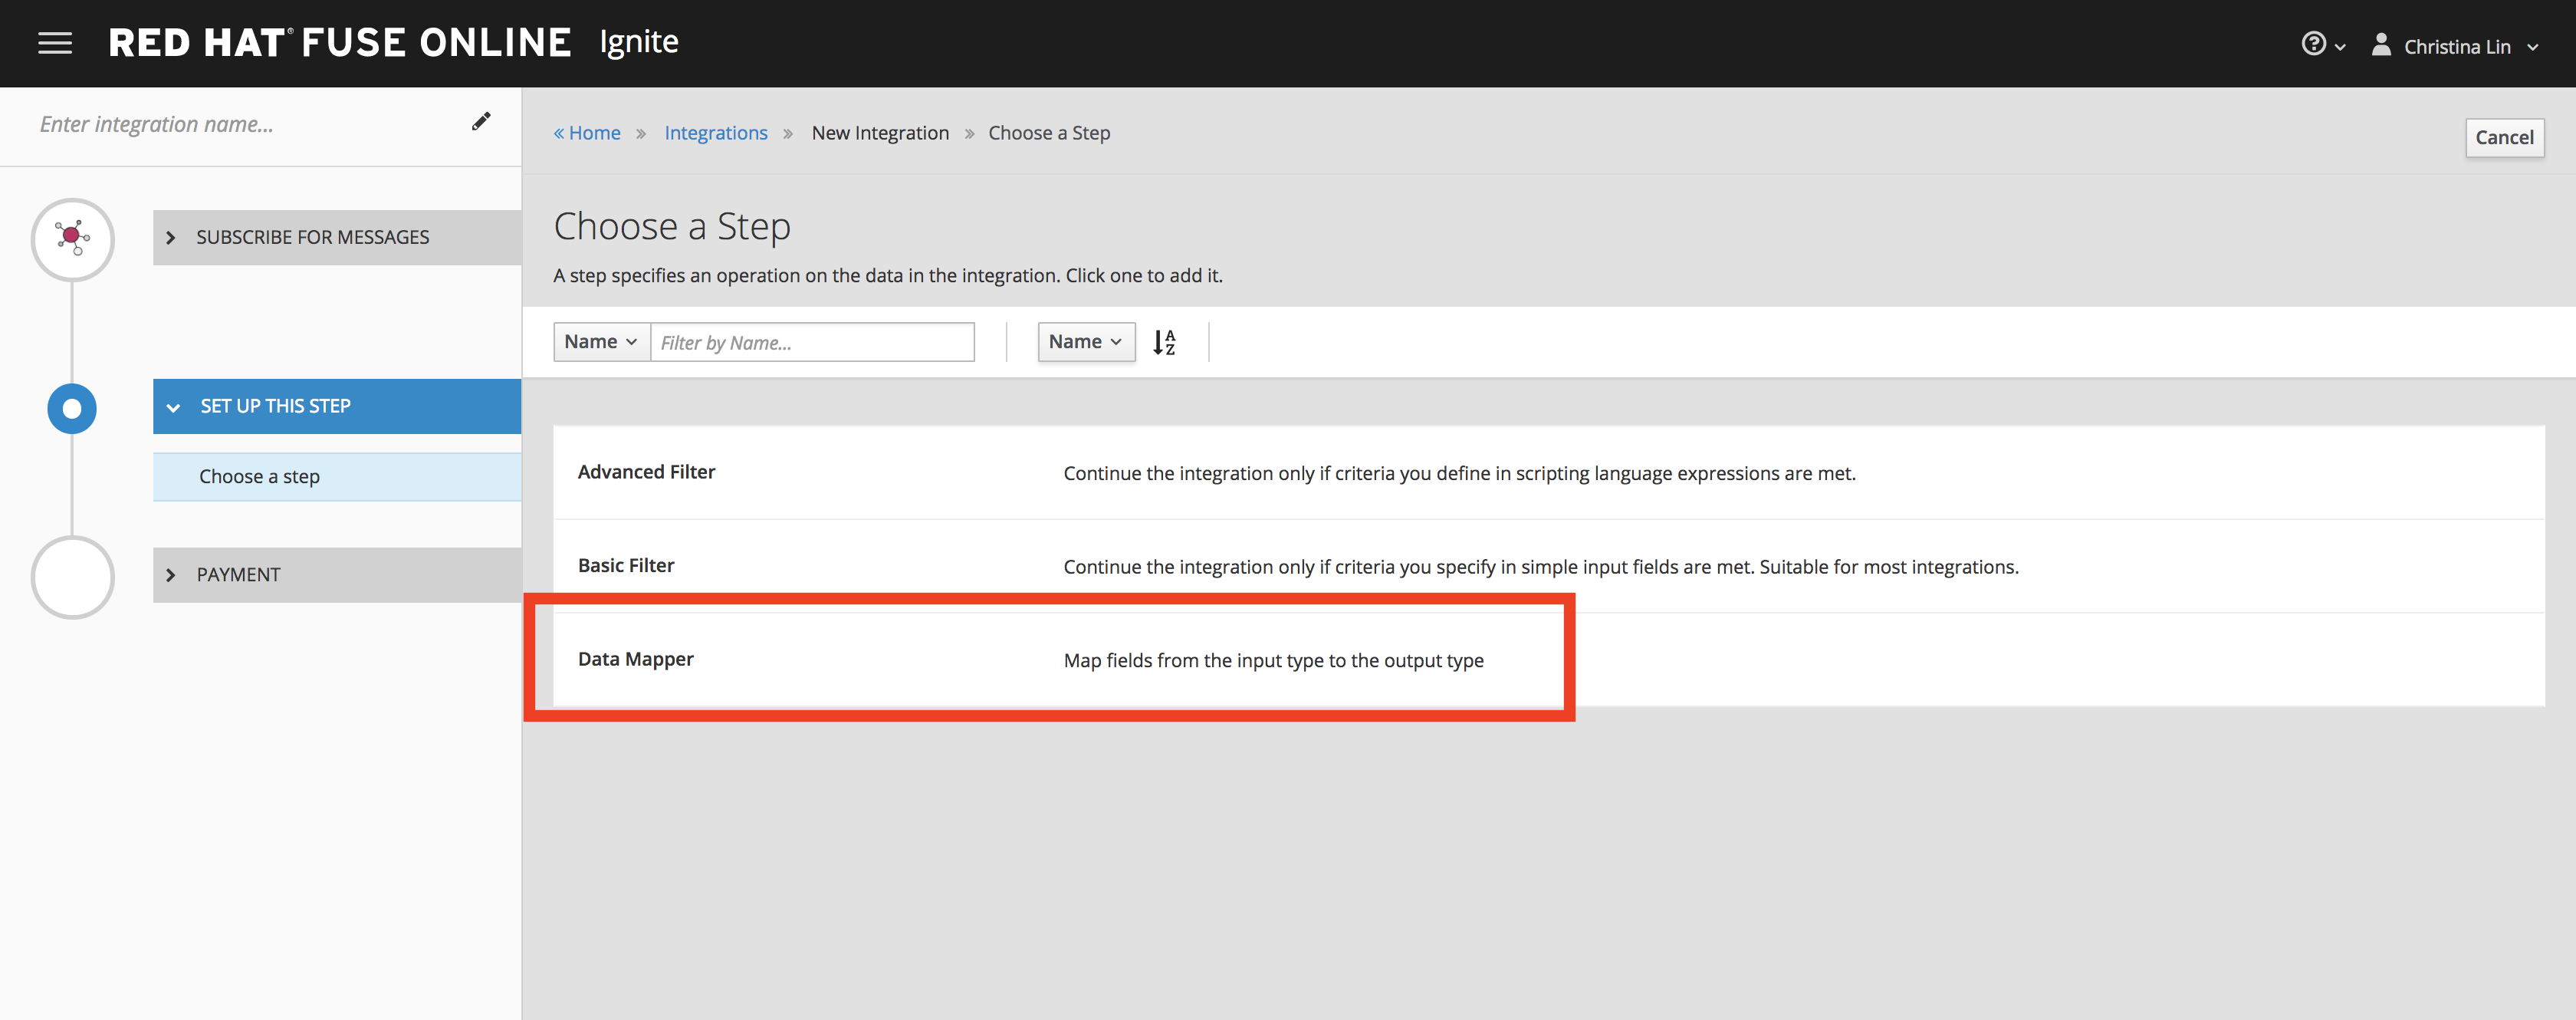 RED HAT® FUSE ONLINE Ignite
Christina Lin
Enter integration name...
SUBSCRIBE FOR MESSAGES
SET UP THIS STEP
Choose a step
PAYMENT
« Home » Integrations » New Integration » Choose a Step
Cancel
Choose a Step
A step specifies an operation on the data in the integration. Click one to add it.
Name Filter by Name... Name A Z
Advanced Filter Continue the integration only if criteria you define in scripting language expressions are met.
Basic Filter Continue the integration only if criteria you specify in simple input fields are met. Suitable for most integrations.
Data Mapper Map fields from the input type to the output type